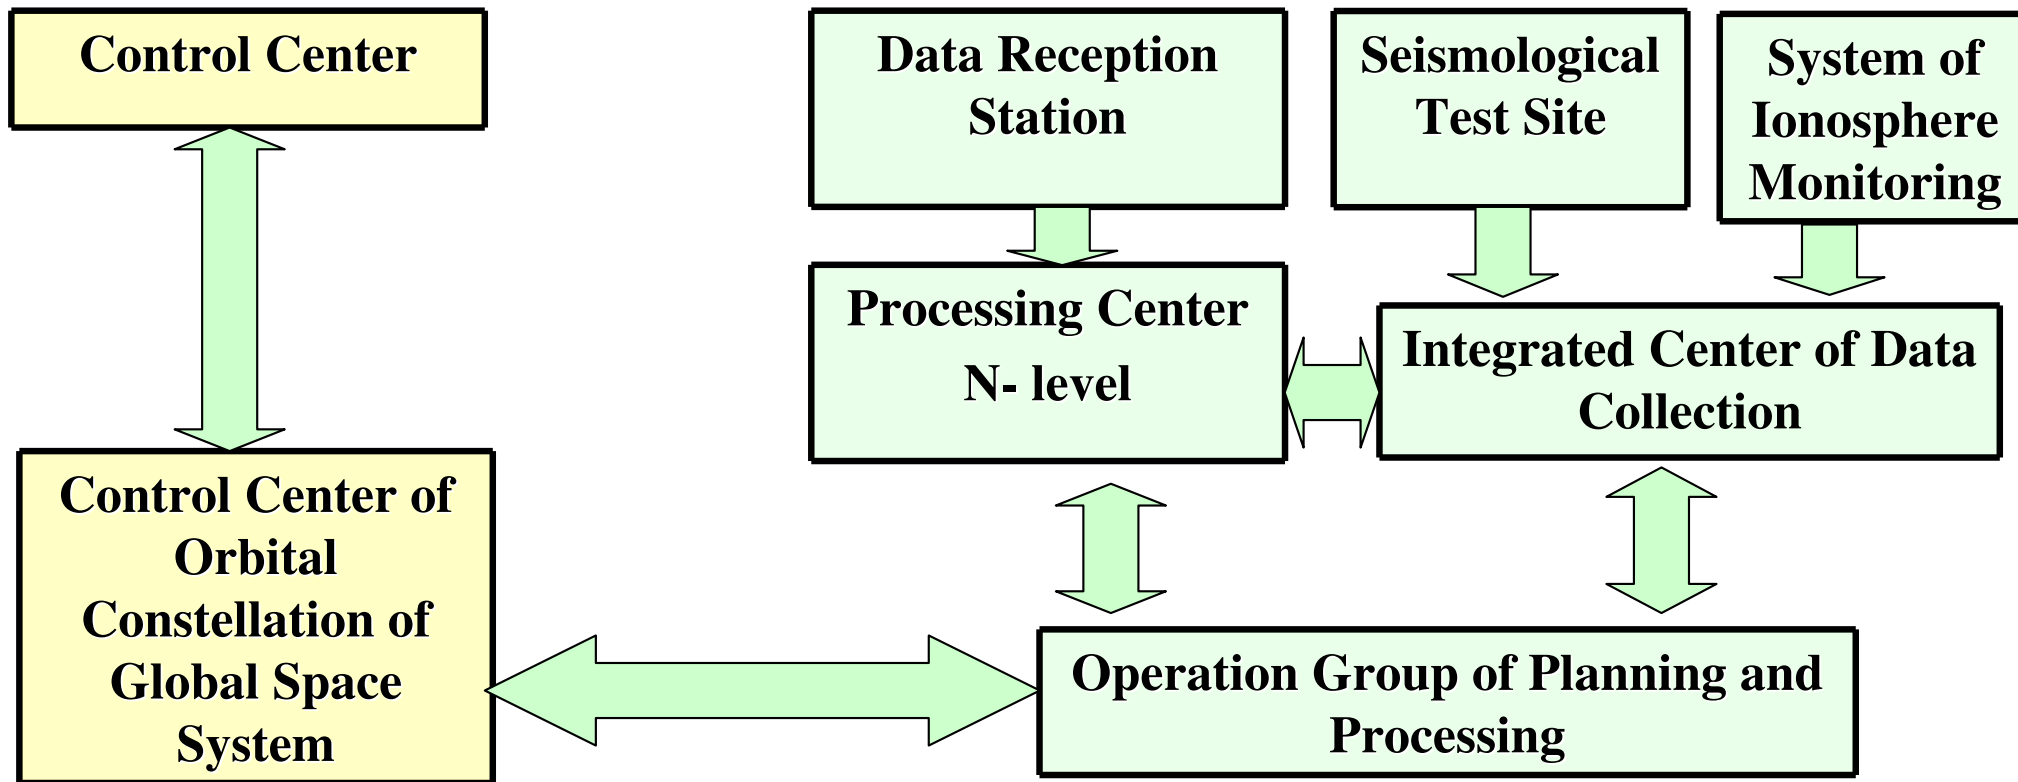 Control Center
Data Reception
Station
Seismological
Test Site
System of
Ionosphere
Monitoring
Processing Center
N- level
Integrated Center of Data
Collection
Control Center of
Orbital
Constellation of
Global Space
System
Operation Group of Planning and
Processing